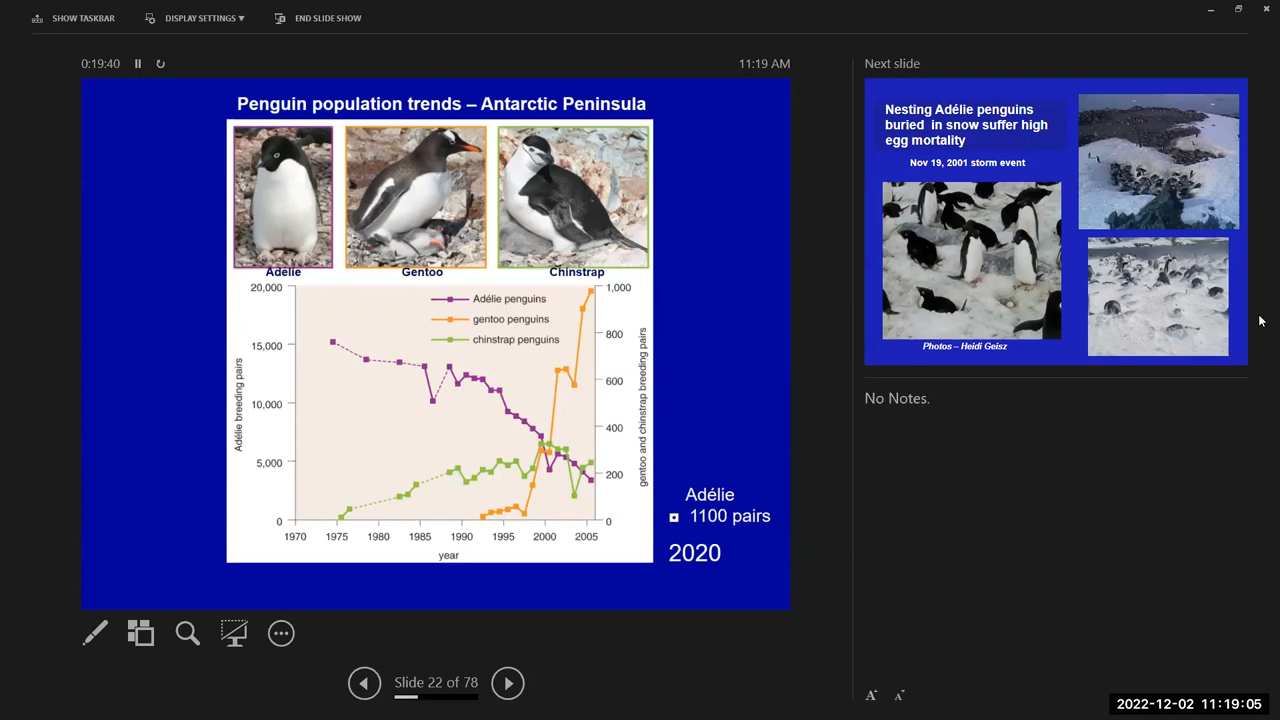 SHOW TASKBAR
DISPLAY SETTINGS ▼
END SLIDE SHOW
0:19:40
11:19 AM
Penguin population trends – Antarctic Peninsula
Adélie
Gentoo
Chinstrap
20,000
15,000
10,000
5,000
0
Adélie breeding pairs
Adélie penguins
gentoo penguins
chinstrap penguins
1,000
800
600
400
200
0
gentoo and chinstrap breeding pairs
1970 1975 1980 1985 1990 1995 2000 2005
year
Adélie
1100 pairs
2020
Slide 22 of 78
Next slide
Nesting Adélie penguins
buried in snow suffer high
egg mortality
Nov 19, 2001 storm event
Photos – Heidi Geisz
No Notes.
A A
2022-12-02 11:19:05